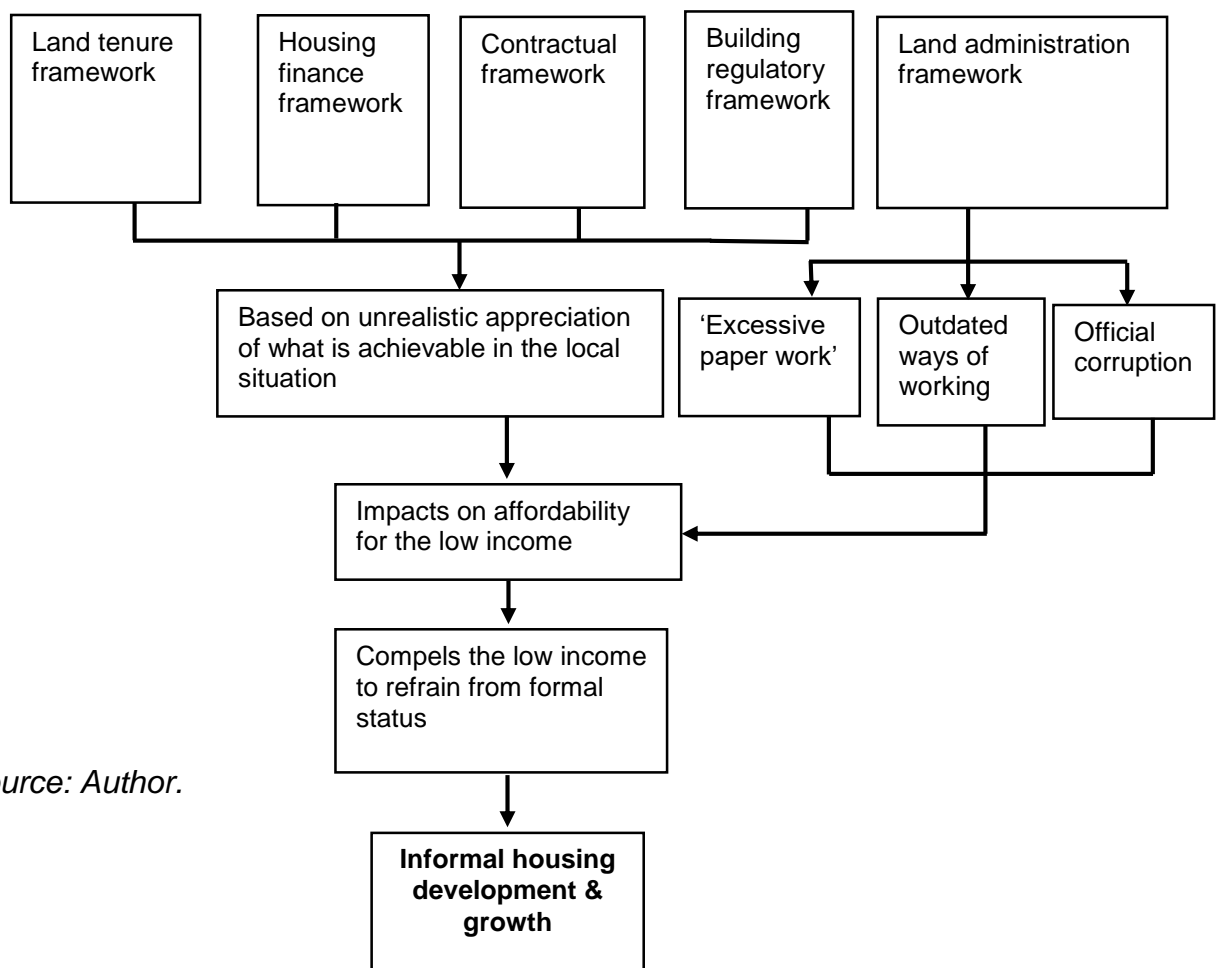 Land tenure
framework
Housing
finance
framework
Contractual
framework
Building
regulatory
framework
Land administration
framework
Based on unrealistic appreciation
of what is achievable in the local
situation
‘Excessive
paper work’
Outdated
ways of
working
Official
corruption
Impacts on affordability
for the low income
Compels the low income
to refrain from formal
status
ource: Author.
Informal housing
development &
growth